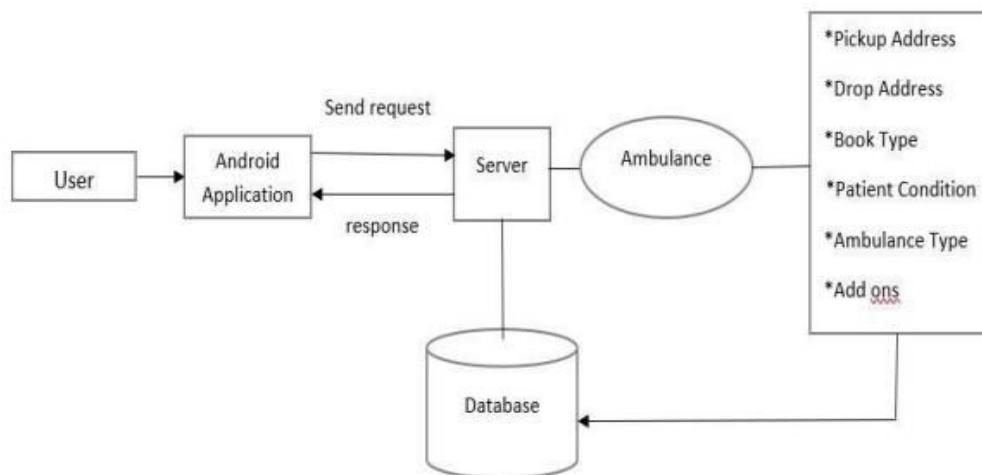 User
Android
Application
Send request
response
Server
Ambulance
*Pickup Address
*Drop Address
*Book Type
*Patient Condition
*Ambulance Type
*Add ons
Database